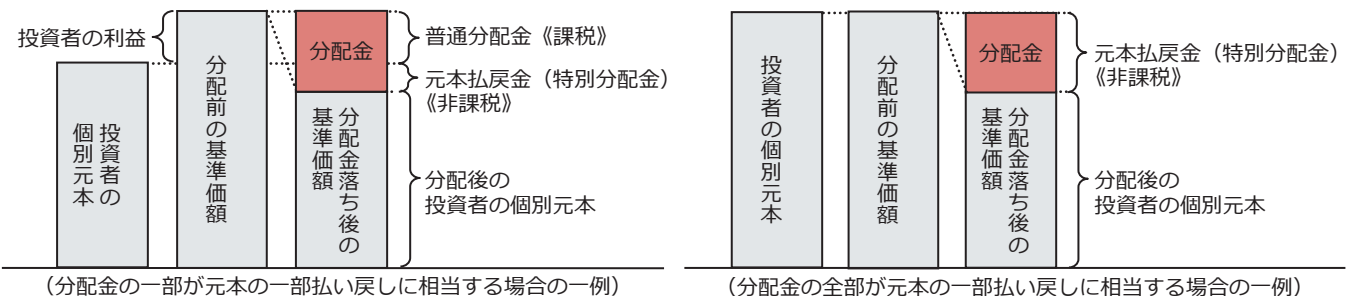 投資者の利益
投資者の
個別元本
分配前の基準価額
分配金
分配金落ち後の
基準価額
普通分配金《課税》
元本払戻金（特別分配金）
《非課税》
分配後の
投資者の個別元本
（分配金の一部が元本の一部払い戻しに相当する場合の一例）
投資者の個別元本
分配前の基準価額
分配金
分配金落ち後の
基準価額
元本払戻金（特別分配金）
《非課税》
分配後の
投資者の個別元本
（分配金の全部が元本の一部払い戻しに相当する場合の一例）